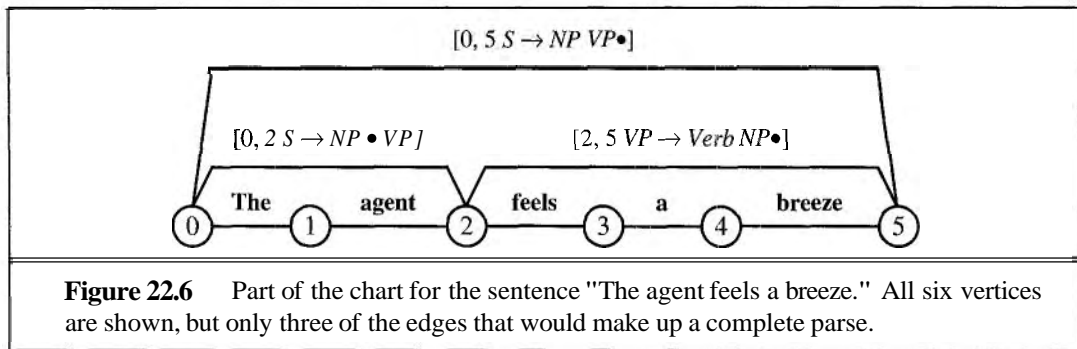 [0, 5 S → NP VP●]
[0, 2 S → NP ● VP] [2, 5 VP → Verb NP●]
The agent feels a breeze
0 1 2 3 4 5
Figure 22.6 Part of the chart for the sentence "The agent feels a breeze." All six vertices
are shown, but only three of the edges that would make up a complete parse.